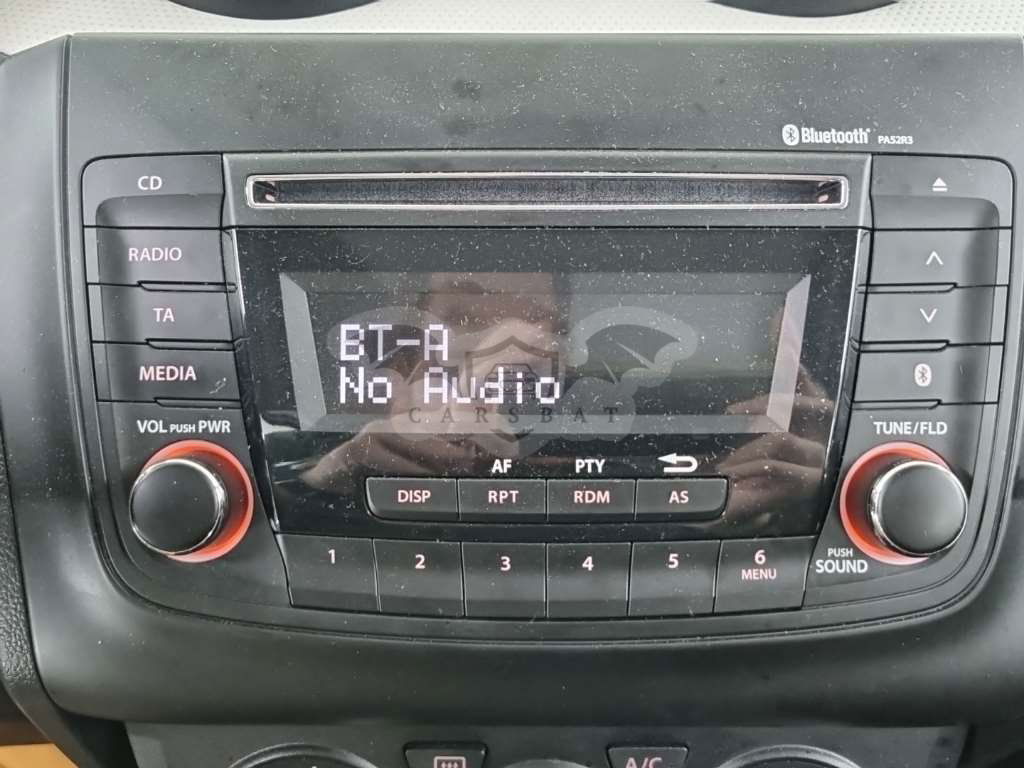 Bluetooth® PA52R3
CD
RADIO
TA
MEDIA
VOL PUSH PWR
BT-A
No Audio
CARSBAT
AF PTY
DISP RPT RDM AS
1 2 3 4 5 6
MENU
TUNE/FLD
PUSH
SOUND
A/C